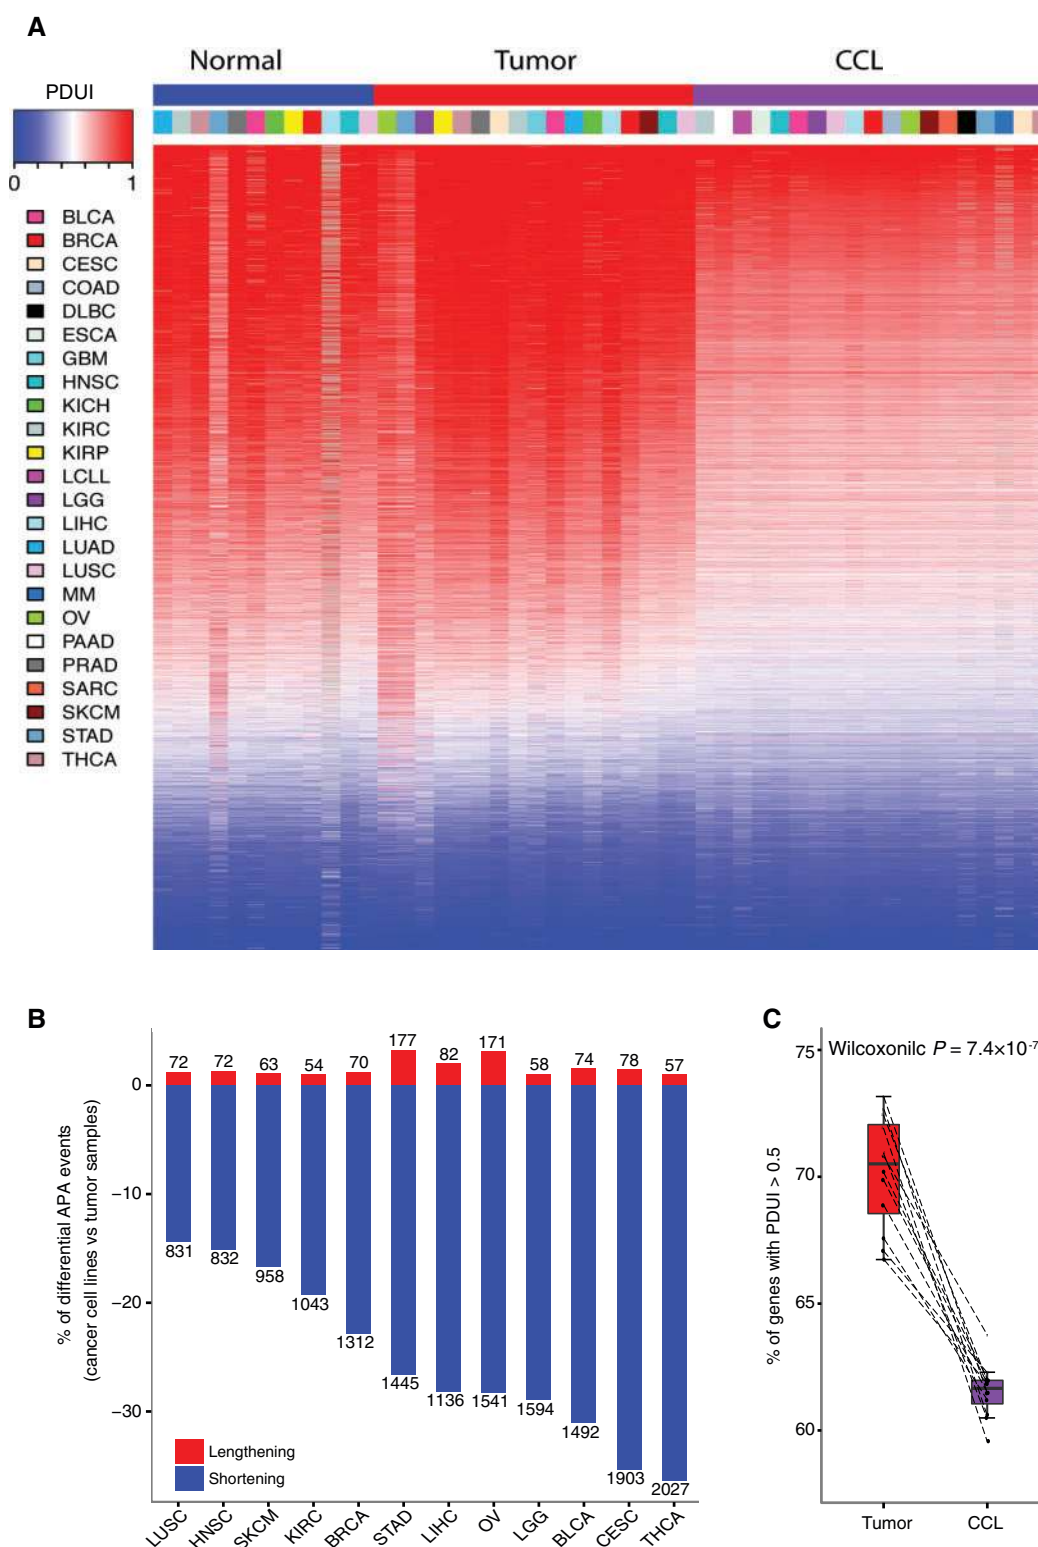 A
Normal
Tumor
CCL
PDUI
0
1
BLCA
BRCA
CESC
COAD
DLBC
ESCA
GBM
HNSC
KICH
KIRC
KIRP
LCLL
LGG
LIHC
LUAD
LUSC
MM
OV
PAAD
PRAD
SARC
SKCM
STAD
THCA
B
% of differential APA events
(cancer cell lines vs tumor samples)
0
−10
−20
−30
72
72
63
54
70
177
82
171
58
74
78
57
831
832
958
1043
1312
1445
1136
1541
1594
1492
1903
2027
Lengthening
Shortening
LUSC
HNSC
SKCM
KIRC
BRCA
STAD
LIHC
OV
LGG
BLCA
CESC
THCA
C
Wilcoxonilc P = 7.4×10⁻⁷
% of genes with PDUI > 0.5
75
70
65
60
Tumor
CCL